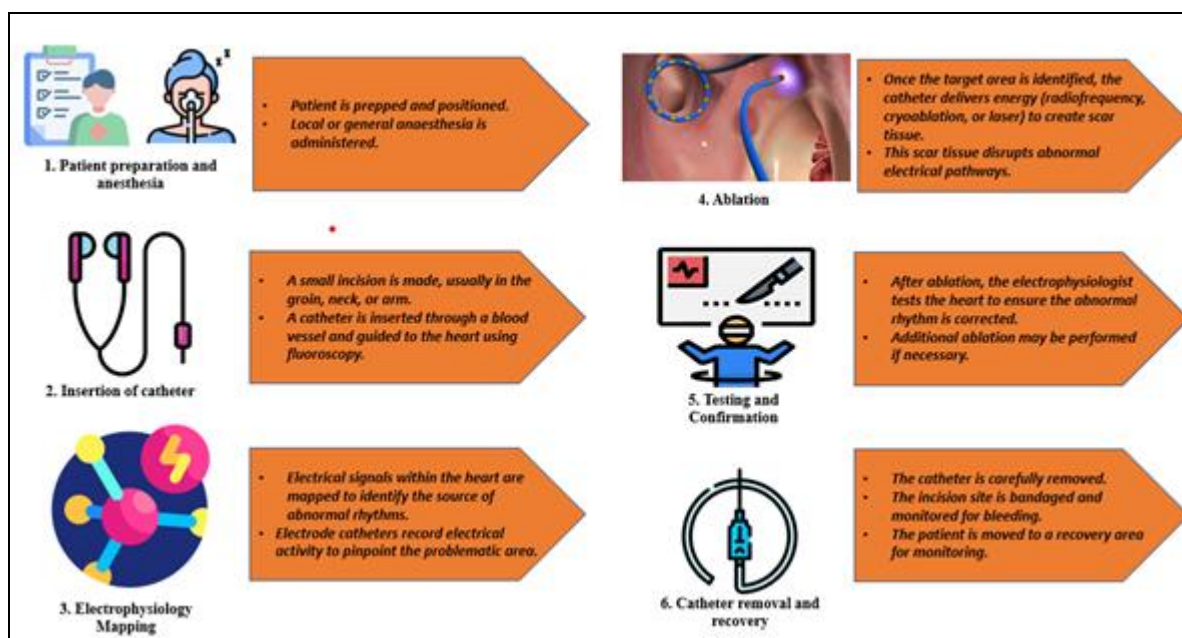 1. Patient preparation and
anesthesia
• Patient is prepped and positioned.
• Local or general anaesthesia is
administered.
2. Insertion of catheter
• A small incision is made, usually in the
groin, neck, or arm.
• A catheter is inserted through a blood
vessel and guided to the heart using
fluoroscopy.
3. Electrophysiology
Mapping
• Electrical signals within the heart are
mapped to identify the source of
abnormal rhythms.
• Electrode catheters record electrical
activity to pinpoint the problematic area.
4. Ablation
• Once the target area is identified, the
catheter delivers energy (radiofrequency,
cryoablation, or laser) to create scar
tissue.
• This scar tissue disrupts abnormal
electrical pathways.
5. Testing and
Confirmation
• After ablation, the electrophysiologist
tests the heart to ensure the abnormal
rhythm is corrected.
• Additional ablation may be performed
if necessary.
6. Catheter removal and
recovery
• The catheter is carefully removed.
• The incision site is bandaged and
monitored for bleeding.
• The patient is moved to a recovery area
for monitoring.